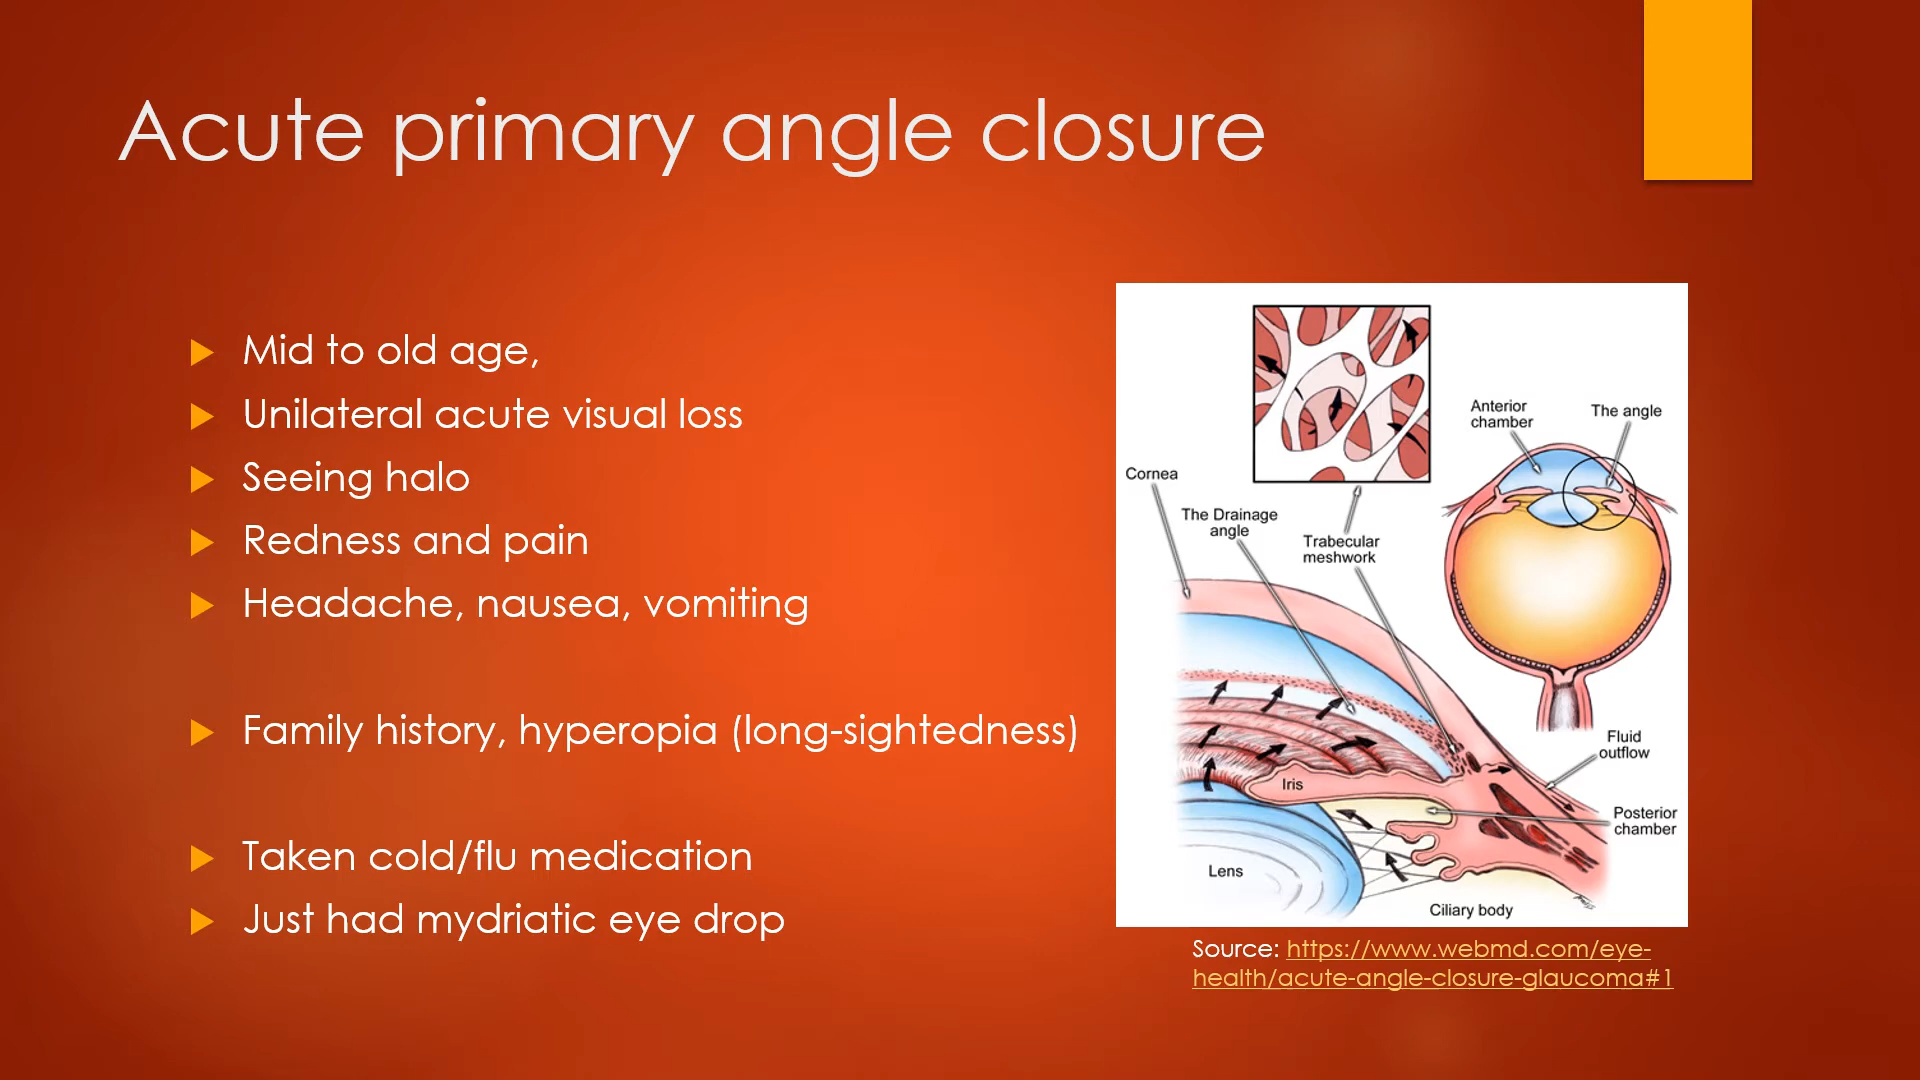 Acute primary angle closure
Mid to old age,
Unilateral acute visual loss
Seeing halo
Redness and pain
Headache, nausea, vomiting
Family history, hyperopia (long-sightedness)
Taken cold/flu medication
Just had mydriatic eye drop
Anterior
chamber
The angle
Cornea
The Drainage
angle
Trabecular
meshwork
Fluid
outflow
Iris
Posterior
chamber
Lens
Ciliary body
Source: https://www.webmd.com/eye-
health/acute-angle-closure-glaucoma#1